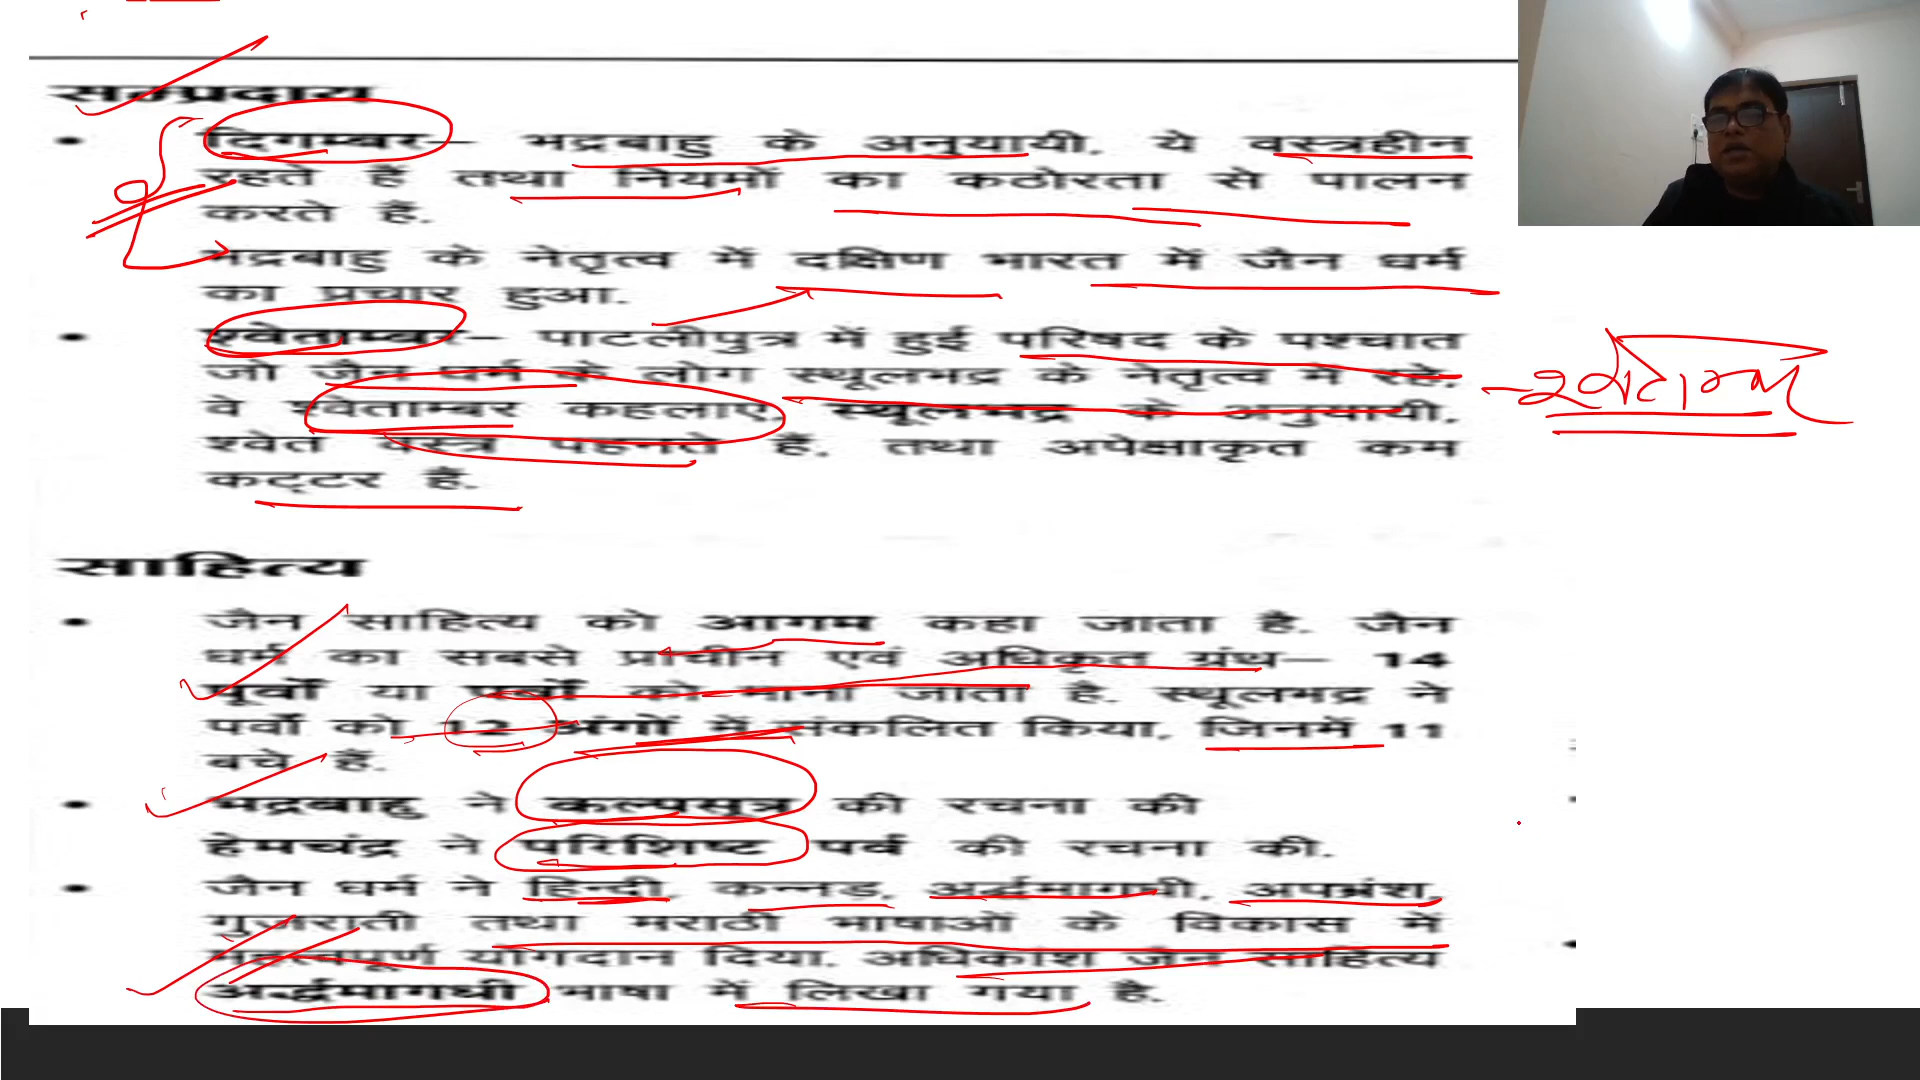 सम्प्रदाय
• दिगम्बर– भद्रबाहु के अनुयायी, ये वस्त्रहीन
रहते हैं तथा नियमों का कठोरता से पालन
करते हैं.
भद्रबाहु के नेतृत्व में दक्षिण भारत में जैन धर्म
का प्रचार हुआ.
• श्वेताम्बर– पाटलीपुत्र में हुई परिषद के पश्चात
जो जैन धर्म के लोग स्थूलभद्र के नेतृत्व में रहे,
वे श्वेताम्बर कहलाए, स्थूलभद्र के अनुयायी,
श्वेत वस्त्र पहनते हैं, तथा अपेक्षाकृत कम
कट्टर हैं.
साहित्य
• जैन साहित्य को आगम कहा जाता है. जैन
धर्म का सबसे प्राचीन एवं अधिकृत ग्रंथ– 14
पूर्वों या पर्वों को माना जाता है. स्थूलभद्र ने
पर्वो को 12 अंगों में संकलित किया, जिनमें 11
बचे हैं.
• भद्रबाहु ने कल्पसूत्र की रचना की
हेमचंद्र ने परिशिष्ट पर्व की रचना की.
• जैन धर्म ने हिन्दी, कन्नड़, अर्द्धमागधी, अपभ्रंश,
गुजराती तथा मराठी भाषाओं के विकास में
महत्वपूर्ण योगदान दिया. अधिकांश जैन साहित्य
अर्द्धमागधी भाषा में लिखा गया है.